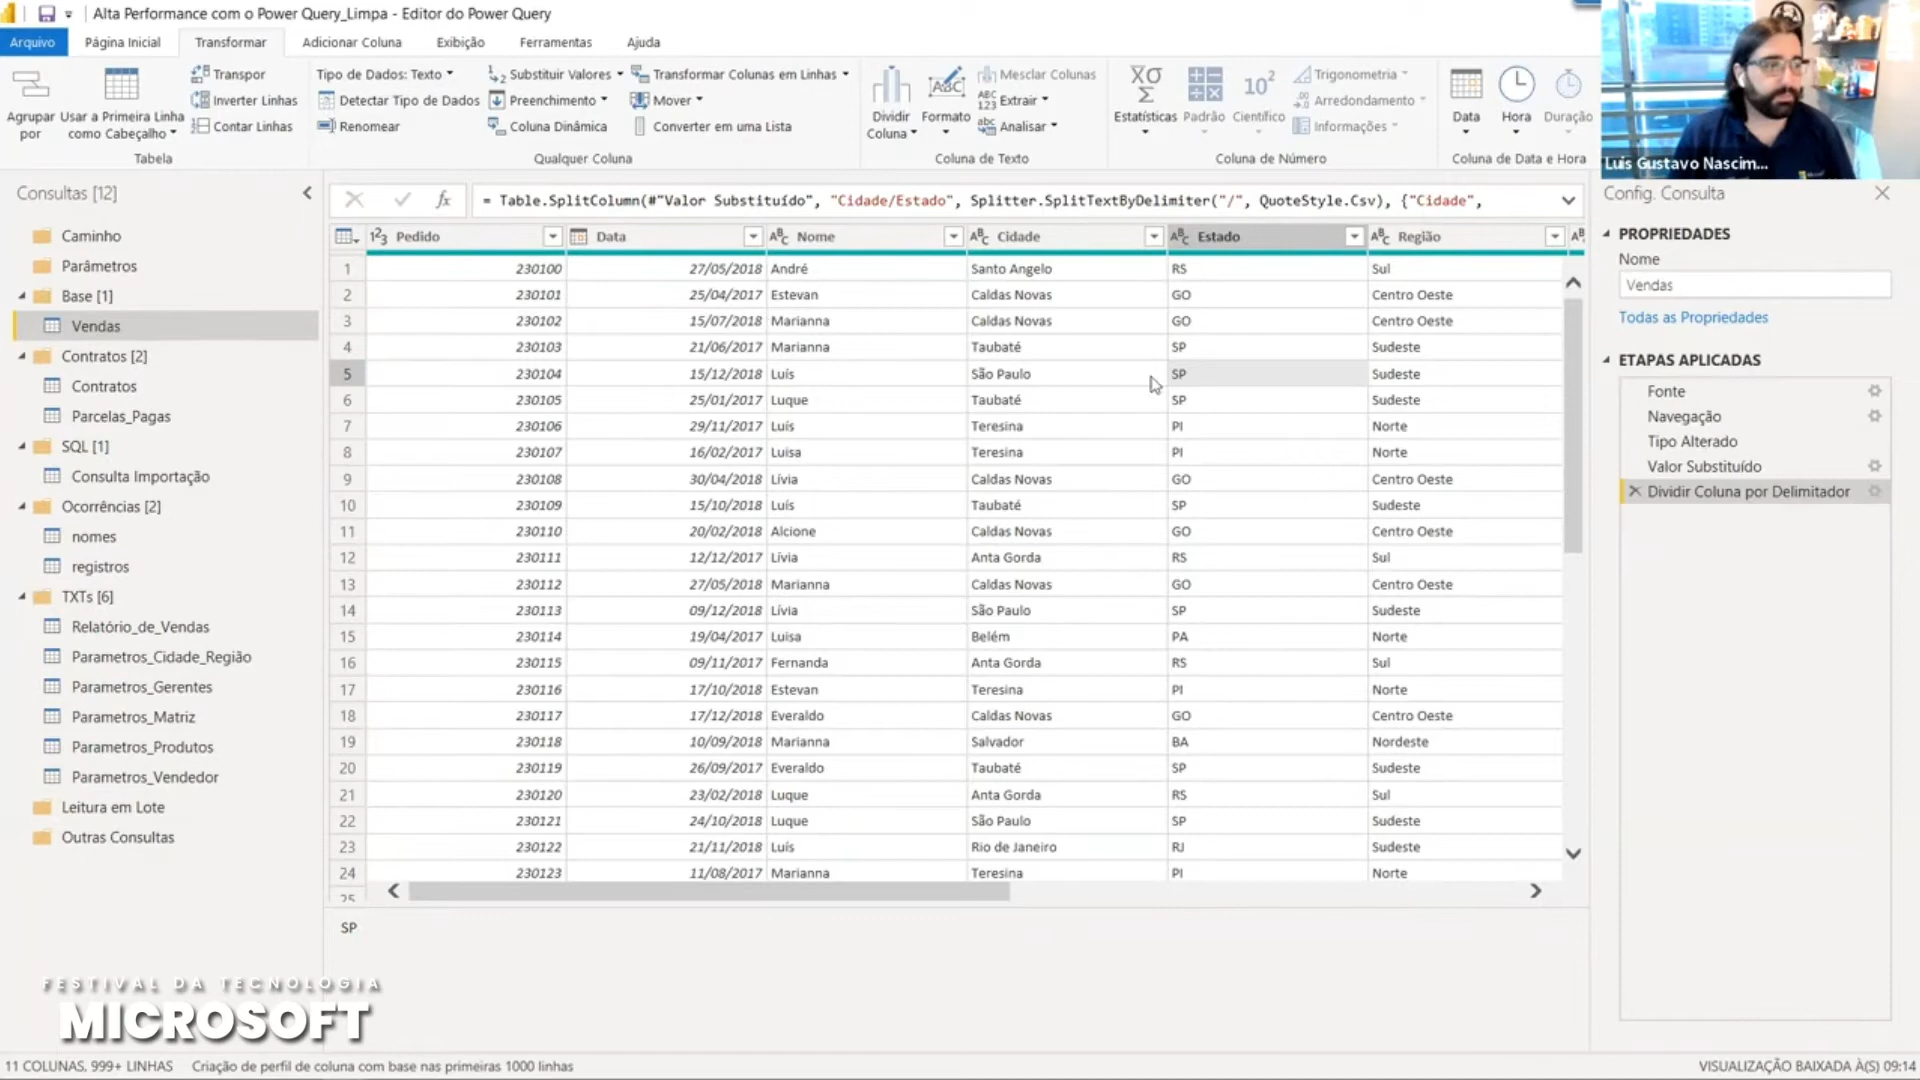 Alta Performance com o Power Query_Limpa - Editor do Power Query
Arquivo
Página Inicial
Transformar
Adicionar Coluna
Exibição
Ferramentas
Ajuda
Agrupar por
Usar a Primeira Linha como Cabeçalho
Transpor
Inverter Linhas
Contar Linhas
Tabela
Tipo de Dados: Texto
Detectar Tipo de Dados
Renomear
Substituir Valores
Preenchimento
Coluna Dinâmica
Transformar Colunas em Linhas
Mover
Converter em uma Lista
Qualquer Coluna
Dividir Coluna
Formato
Mesclar Colunas
Extrair
Analisar
Coluna de Texto
Estatísticas
Padrão
Científico
Trigonometria
Arredondamento
Informações
Coluna de Número
Data
Hora
Duração
Coluna de Data e Hora
Luis Gustavo Nascim...
Consultas [12]
Caminho
Parâmetros
Base [1]
Vendas
Contratos [2]
Contratos
Parcelas_Pagas
SQL [1]
Consulta Importação
Ocorrências [2]
nomes
registros
TXTs [6]
Relatório_de_Vendas
Parametros_Cidade_Região
Parametros_Gerentes
Parametros_Matriz
Parametros_Produtos
Parametros_Vendedor
Leitura em Lote
Outras Consultas
fx
= Table.SplitColumn(#"Valor Substituído", "Cidade/Estado", Splitter.SplitTextByDelimiter("/", QuoteStyle.Csv), {"Cidade",
Pedido Data Nome Cidade Estado Região
1 230100 27/05/2018 André Santo Angelo RS Sul
2 230101 25/04/2017 Estevan Caldas Novas GO Centro Oeste
3 230102 15/07/2018 Marianna Caldas Novas GO Centro Oeste
4 230103 21/06/2017 Marianna Taubaté SP Sudeste
5 230104 15/12/2018 Luís São Paulo SP Sudeste
6 230105 25/01/2017 Luque Taubaté SP Sudeste
7 230106 29/11/2017 Luís Teresina PI Norte
8 230107 16/02/2017 Luisa Teresina PI Norte
9 230108 30/04/2018 Lívia Caldas Novas GO Centro Oeste
10 230109 15/10/2018 Luís Taubaté SP Sudeste
11 230110 20/02/2018 Alcione Caldas Novas GO Centro Oeste
12 230111 12/12/2017 Lívia Anta Gorda RS Sul
13 230112 27/05/2018 Marianna Caldas Novas GO Centro Oeste
14 230113 09/12/2018 Lívia São Paulo SP Sudeste
15 230114 19/04/2017 Luisa Belém PA Norte
16 230115 09/11/2017 Fernanda Anta Gorda RS Sul
17 230116 17/10/2018 Estevan Teresina PI Norte
18 230117 17/12/2018 Everaldo Caldas Novas GO Centro Oeste
19 230118 10/09/2018 Marianna Salvador BA Nordeste
20 230119 26/09/2017 Everaldo Taubaté SP Sudeste
21 230120 23/02/2018 Luque Anta Gorda RS Sul
22 230121 24/10/2018 Luque São Paulo SP Sudeste
23 230122 21/11/2018 Luís Rio de Janeiro RJ Sudeste
24 230123 11/08/2017 Marianna Teresina PI Norte
25
SP
Config. Consulta
PROPRIEDADES
Nome
Vendas
Todas as Propriedades
ETAPAS APLICADAS
Fonte
Navegação
Tipo Alterado
Valor Substituído
Dividir Coluna por Delimitador
FESTIVAL DA TECNOLOGIA
MICROSOFT
11 COLUNAS, 999+ LINHAS
Criação de perfil de coluna com base nas primeiras 1000 linhas
VISUALIZAÇÃO BAIXADA À(S) 09:14